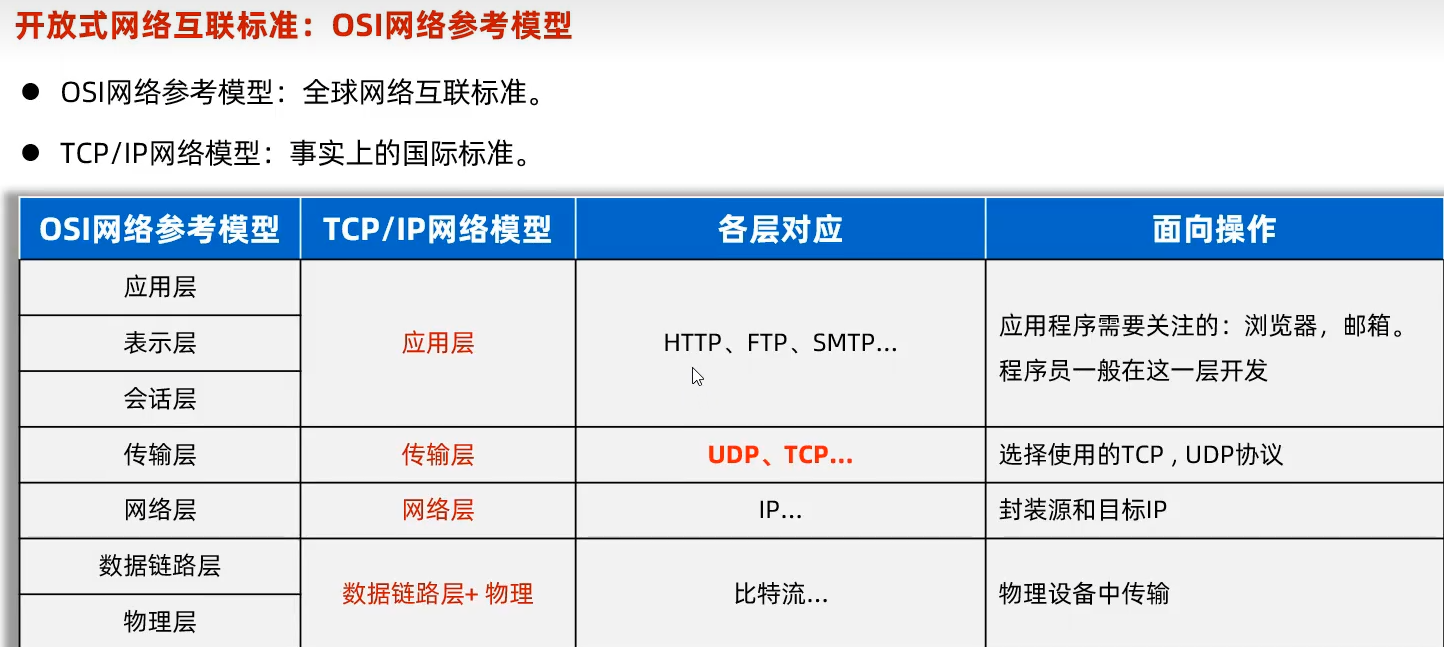 开放式网络互联标准：OSI网络参考模型
● OSI网络参考模型：全球网络互联标准。
● TCP/IP网络模型：事实上的国际标准。
OSI网络参考模型 TCP/IP网络模型 各层对应 面向操作
应用层
表示层
会话层
应用层
HTTP、FTP、SMTP...
应用程序需要关注的：浏览器，邮箱。
程序员一般在这一层开发
传输层 传输层 UDP、TCP... 选择使用的TCP , UDP协议
网络层 网络层 IP... 封装源和目标IP
数据链路层
物理层
数据链路层+ 物理
比特流...
物理设备中传输